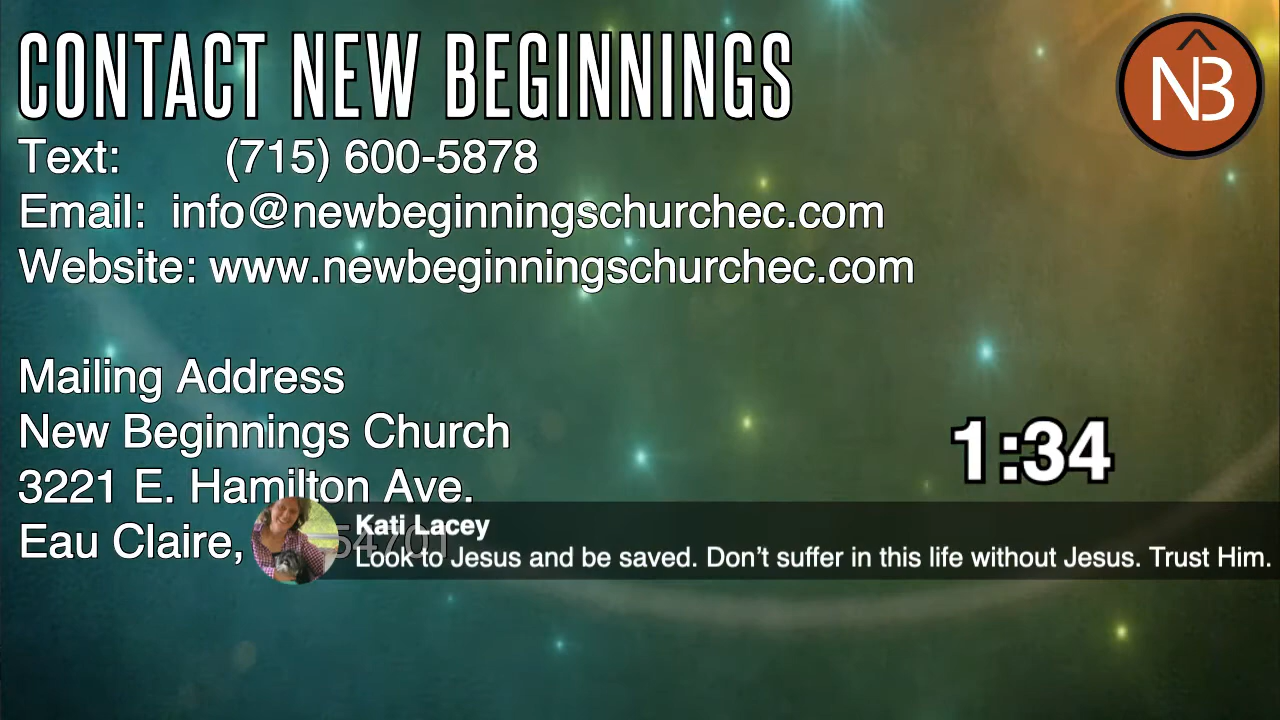 CONTACT NEW BEGINNINGS
NB
Text: (715) 600-5878
Email: info@newbeginningschurchec.com
Website: www.newbeginningschurchec.com
Mailing Address
New Beginnings Church
3221 E. Hamilton Ave.
1:34
Eau Claire, 54701
Kati Lacey
Look to Jesus and be saved. Don’t suffer in this life without Jesus. Trust Him.